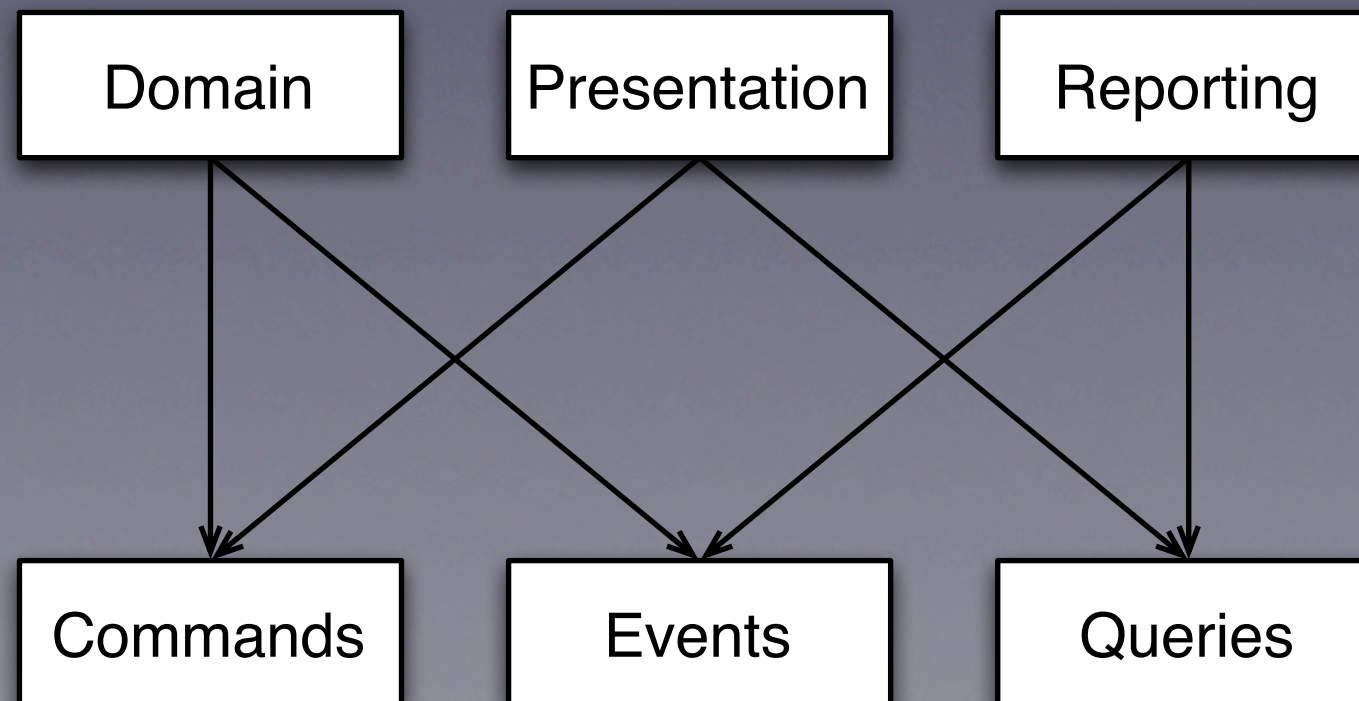 Domain
Presentation
Reporting
Commands
Events
Queries